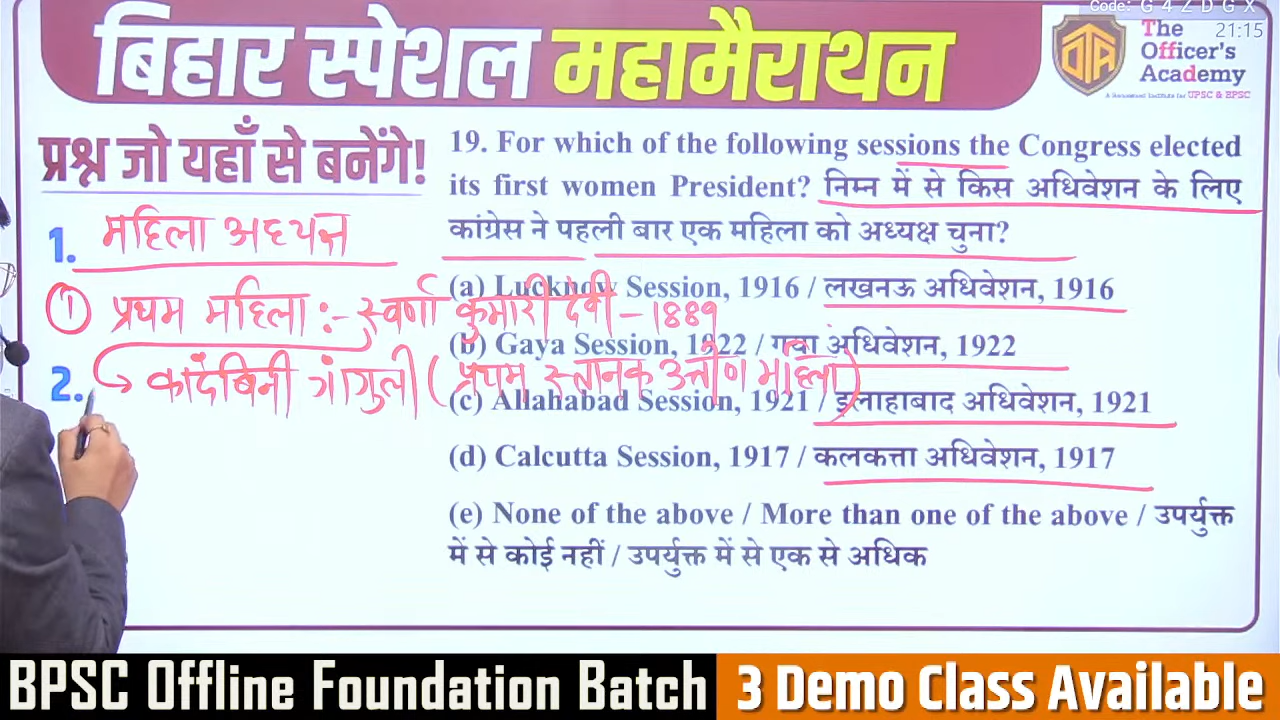 Code: G 4 Z D G X
बिहार स्पेशल महामैराथन
The
Officer's
Academy
21:15
प्रश्न जो यहाँ से बनेंगे!
1. महिला अध्यक्ष
① प्रथम महिला :- स्वर्णा कुमारी देवी - 1889
2. कादंबिनी गांगुली ( प्रथम स्तानक उत्तीण महिला )
19. For which of the following sessions the Congress elected
its first women President? निम्न में से किस अधिवेशन के लिए
कांग्रेस ने पहली बार एक महिला को अध्यक्ष चुना?
(a) Lucknow Session, 1916 / लखनऊ अधिवेशन, 1916
(b) Gaya Session, 1922 / गया अधिवेशन, 1922
(c) Allahabad Session, 1921 / इलाहाबाद अधिवेशन, 1921
(d) Calcutta Session, 1917 / कलकत्ता अधिवेशन, 1917
(e) None of the above / More than one of the above / उपर्युक्त
में से कोई नहीं / उपर्युक्त में से एक से अधिक
BPSC Offline Foundation Batch 3 Demo Class Available